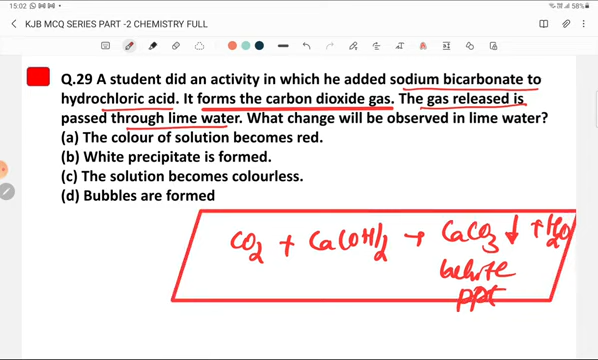 15:02
58%
KJB MCQ SERIES PART -2 CHEMISTRY FULL
Q.29 A student did an activity in which he added sodium bicarbonate to
hydrochloric acid. It forms the carbon dioxide gas. The gas released is
passed through lime water. What change will be observed in lime water?
(a) The colour of solution becomes red.
(b) White precipitate is formed.
(c) The solution becomes colourless.
(d) Bubbles are formed
CO2 + Ca(OH)2 → CaCO3 ↓ + H2O
white
ppt